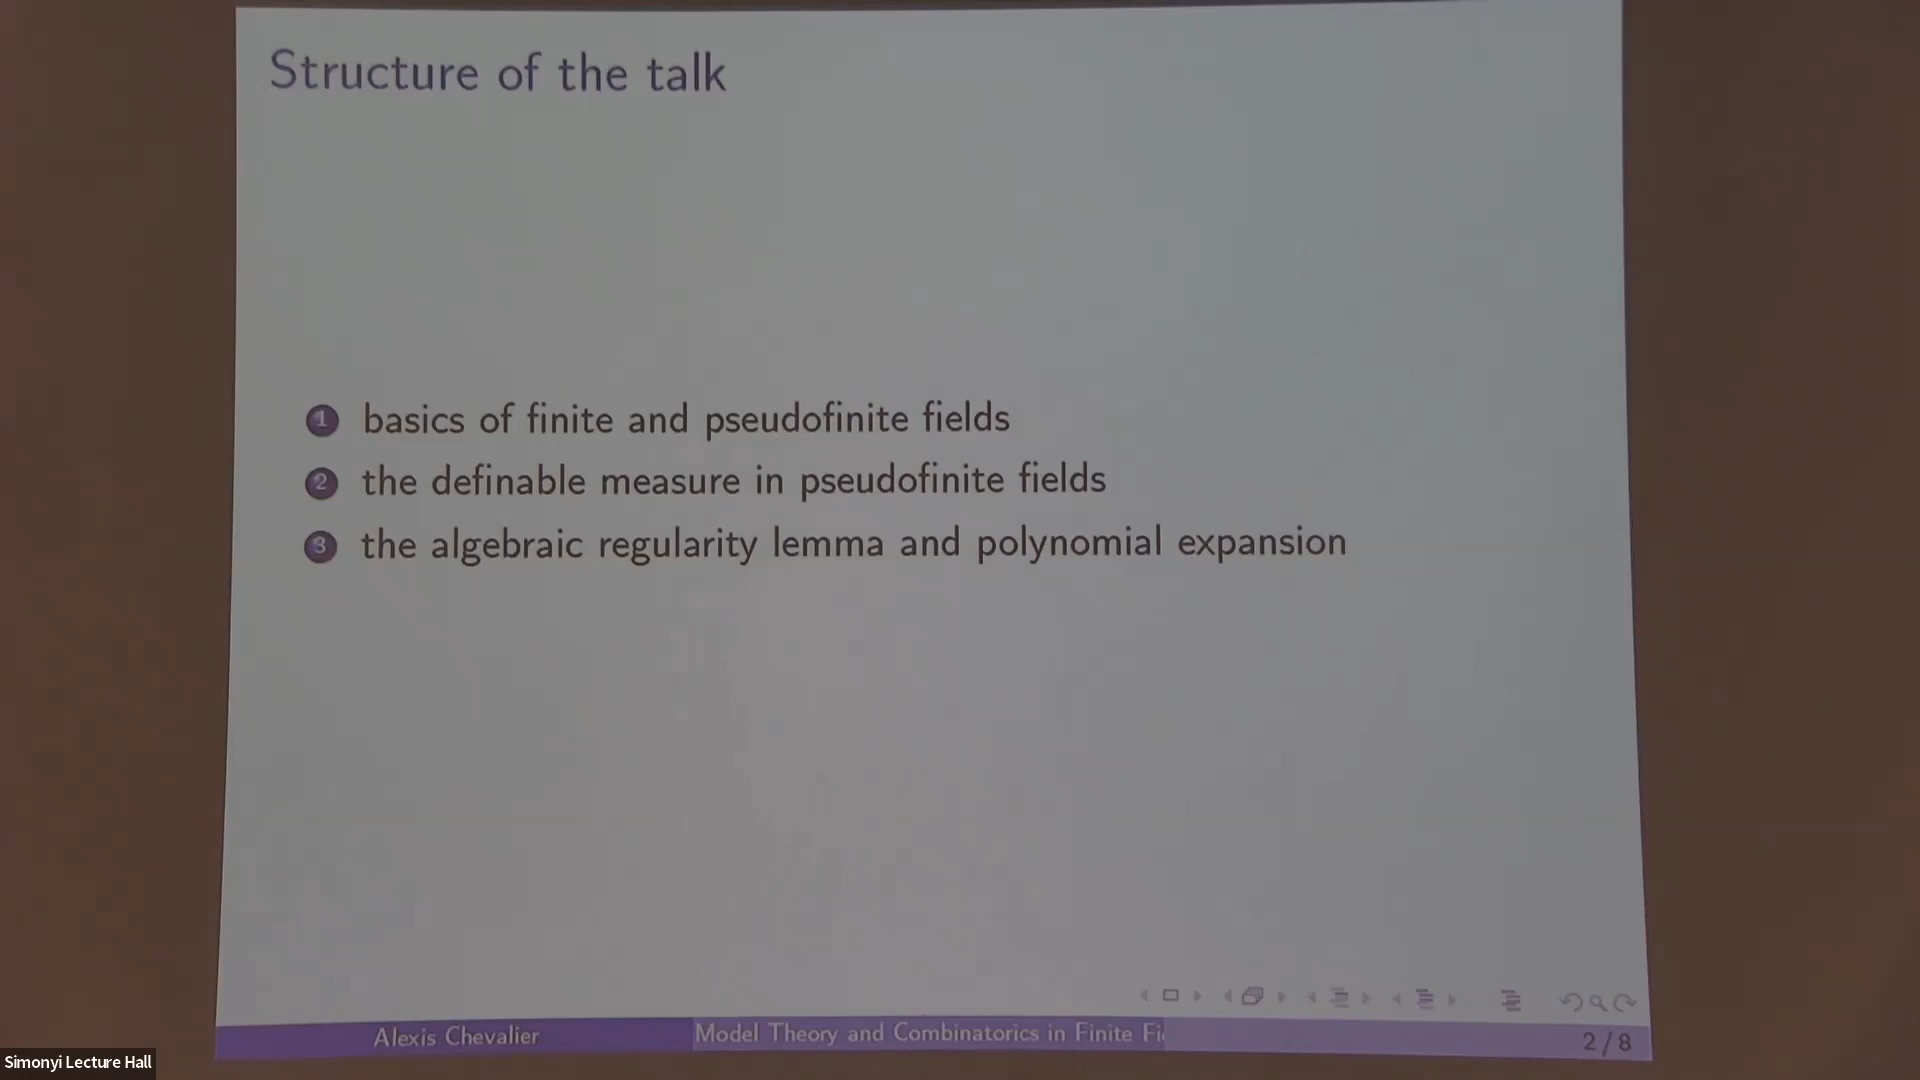 Structure of the talk
1 basics of finite and pseudofinite fields
2 the definable measure in pseudofinite fields
3 the algebraic regularity lemma and polynomial expansion
Alexis Chevalier
Model Theory and Combinatorics in Finite Fi
2 / 8
Simonyi Lecture Hall